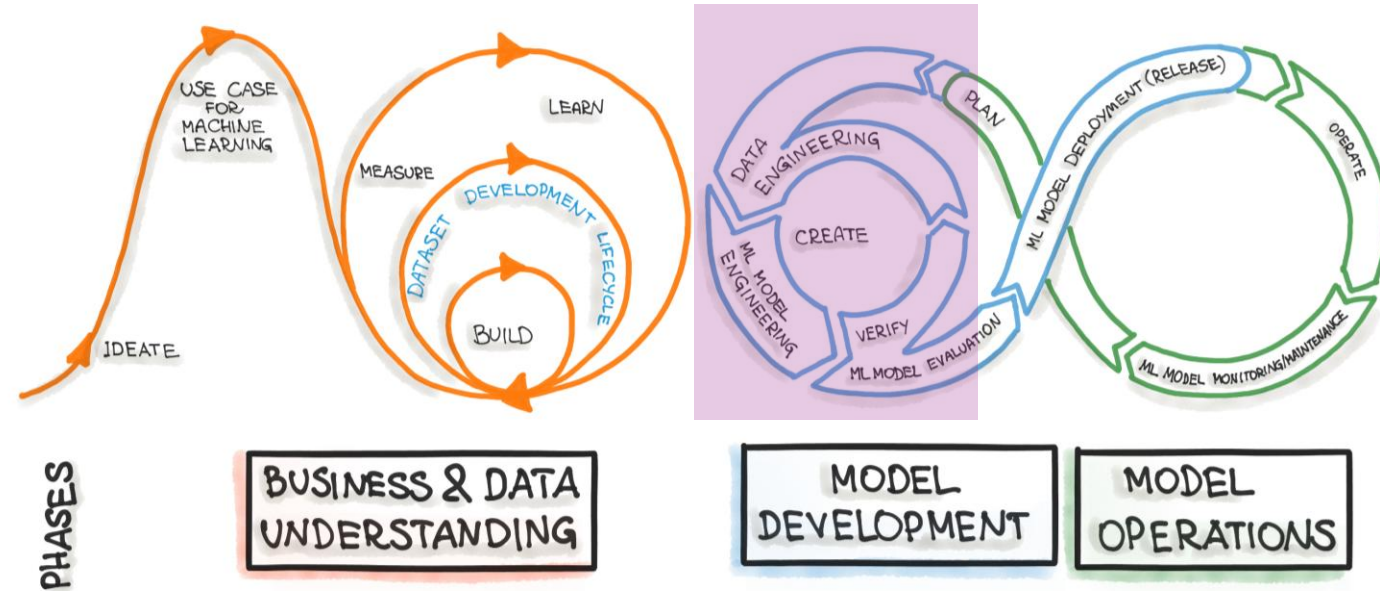 IDEATE
USE CASE
FOR
MACHINE
LEARNING
MEASURE
LEARN
DATASET DEVELOPMENT LIFECYCLE
BUILD
DATA
ENGINEERING
CREATE
ML MODEL
ENGINEERING
VERIFY
ML MODEL EVALUATION
PLAN
ML MODEL DEPLOYMENT (RELEASE)
OPERATE
ML MODEL MONITORING/MAINTENANCE
PHASES
BUSINESS & DATA
UNDERSTANDING
MODEL
DEVELOPMENT
MODEL
OPERATIONS